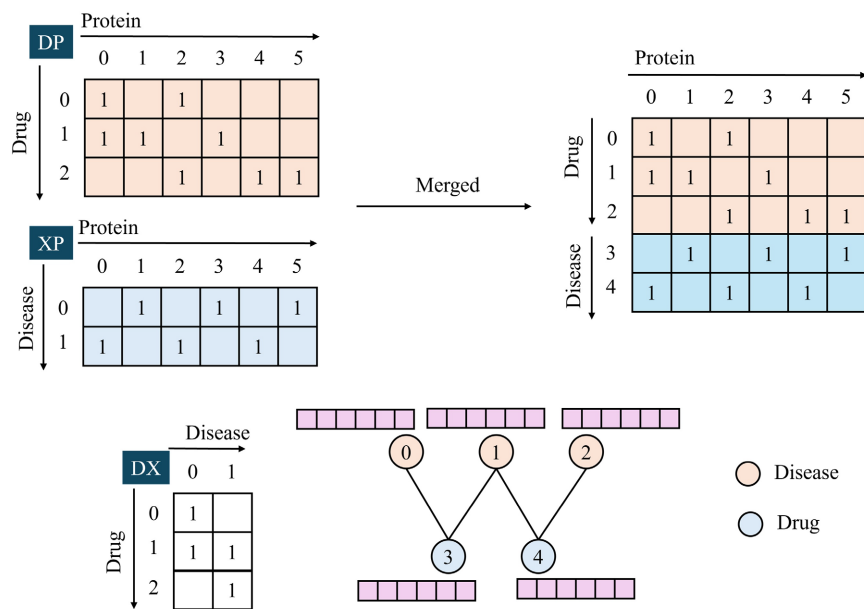 DP
Protein
0 1 2 3 4 5
Drug
0 1 1
1 1 1 1
2 1 1 1
XP
Protein
0 1 2 3 4 5
Disease
0 1 1 1
1 1 1 1
Merged
Protein
0 1 2 3 4 5
Drug
0 1 1
1 1 1 1
2 1 1 1
Disease
3 1 1 1
4 1 1 1
DX
Disease
0 1
Drug
0 1
1 1 1
2 1
0 1 2
3 4
Disease
Drug